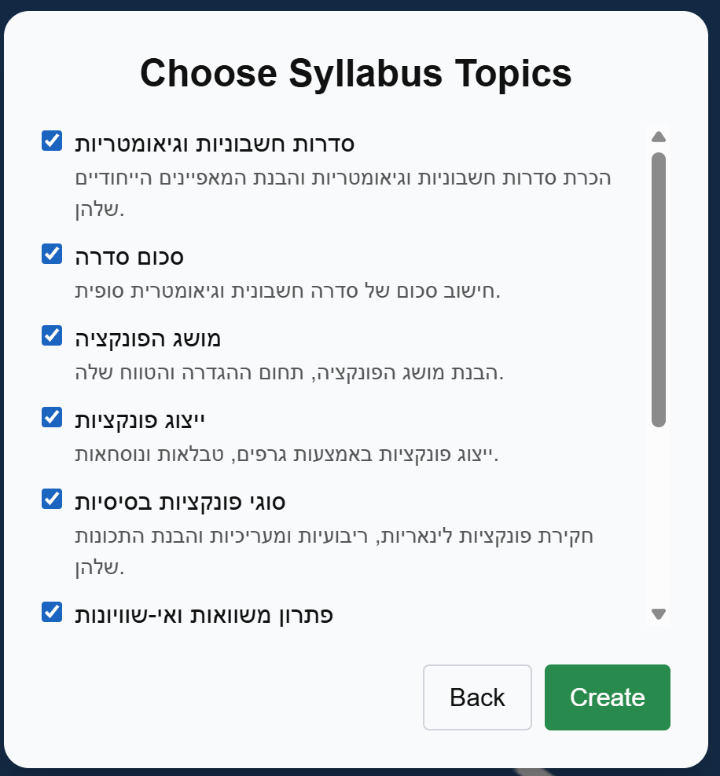 Choose Syllabus Topics
סדרות חשבוניות וגיאומטריות
הכרת סדרות חשבוניות וגיאומטריות והבנת המאפיינים הייחודיים
שלהן.
סכום סדרה
חישוב סכום של סדרה חשבונית וגיאומטרית סופית.
מושג הפונקציה
הבנת מושג הפונקציה, תחום ההגדרה והטווח שלה.
ייצוג פונקציות
ייצוג פונקציות באמצעות גרפים, טבלאות ונוסחאות.
סוגי פונקציות בסיסיות
חקירת פונקציות לינאריות, ריבועיות ומעריכיות והבנת התכונות
שלהן.
פתרון משוואות ואי-שוויונות
Back
Create